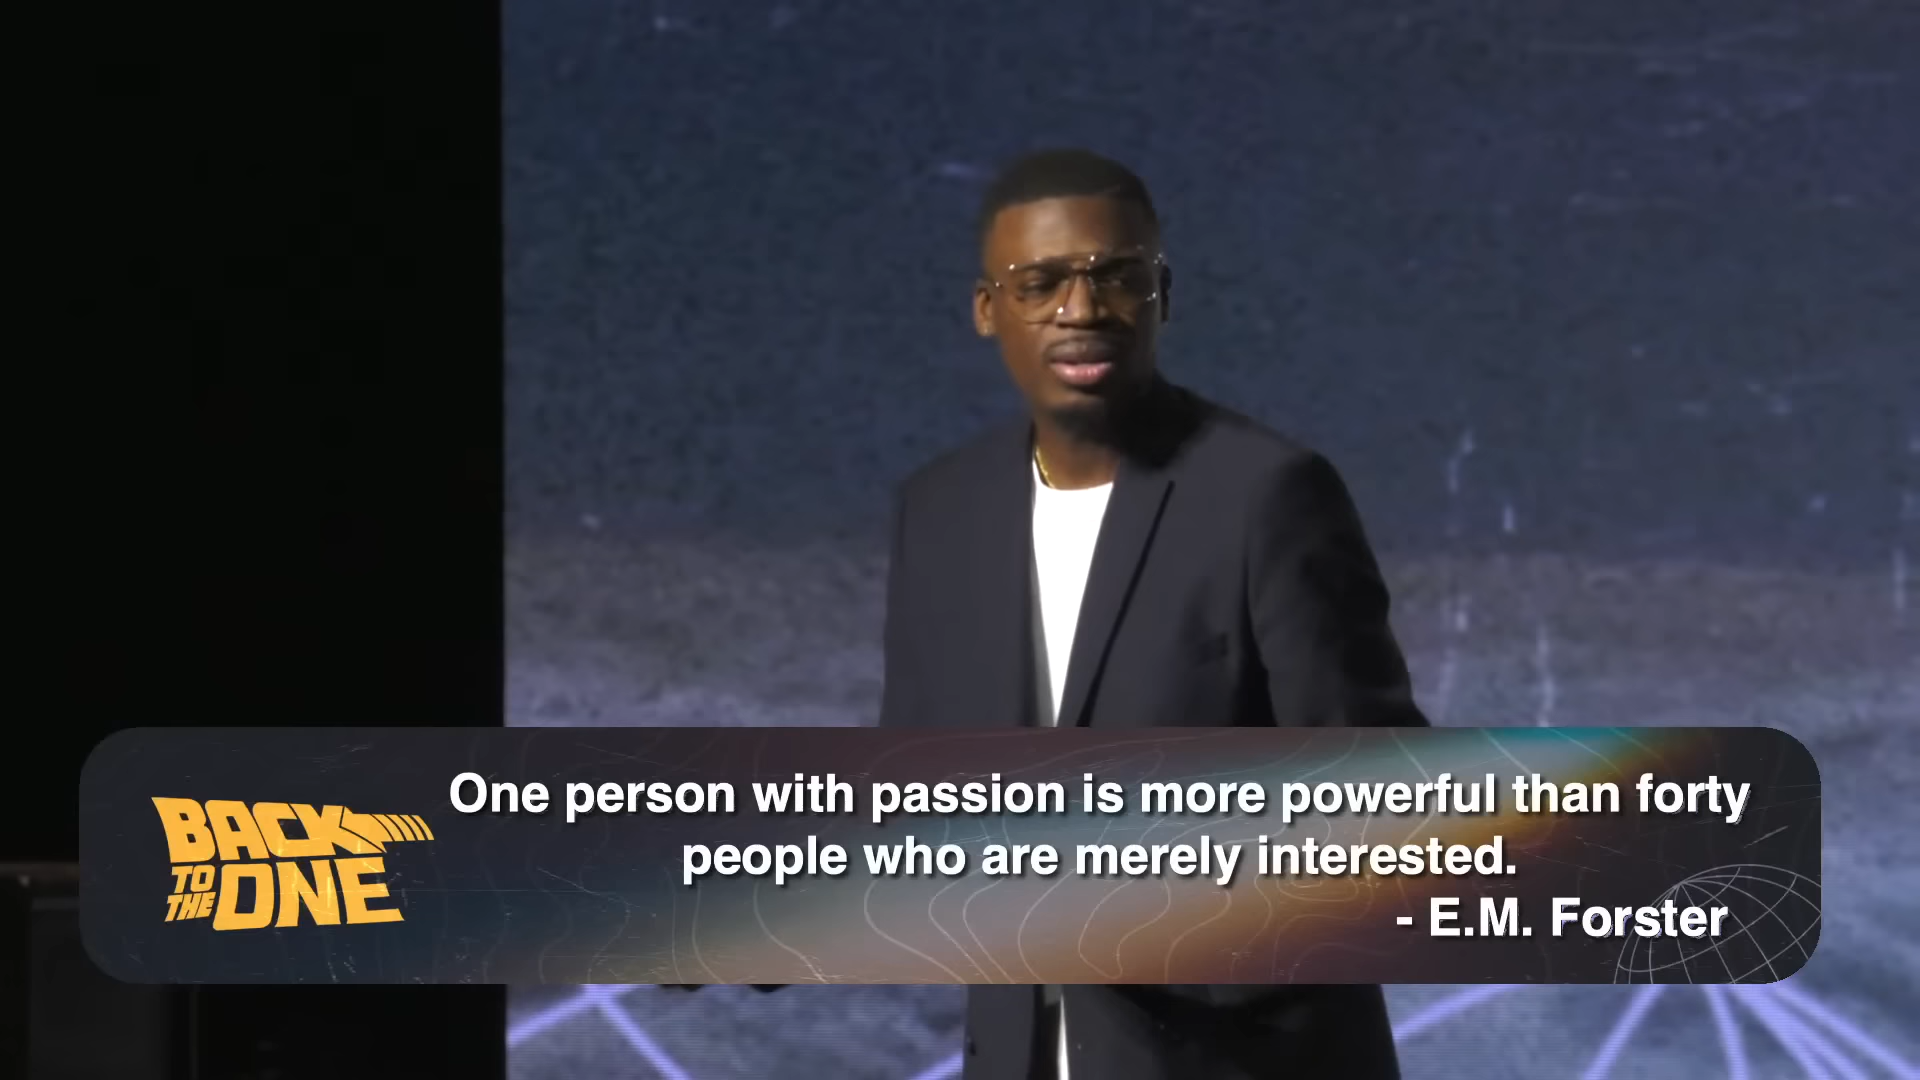 BACK
TO THE ONE
One person with passion is more powerful than forty
people who are merely interested.
- E.M. Forster